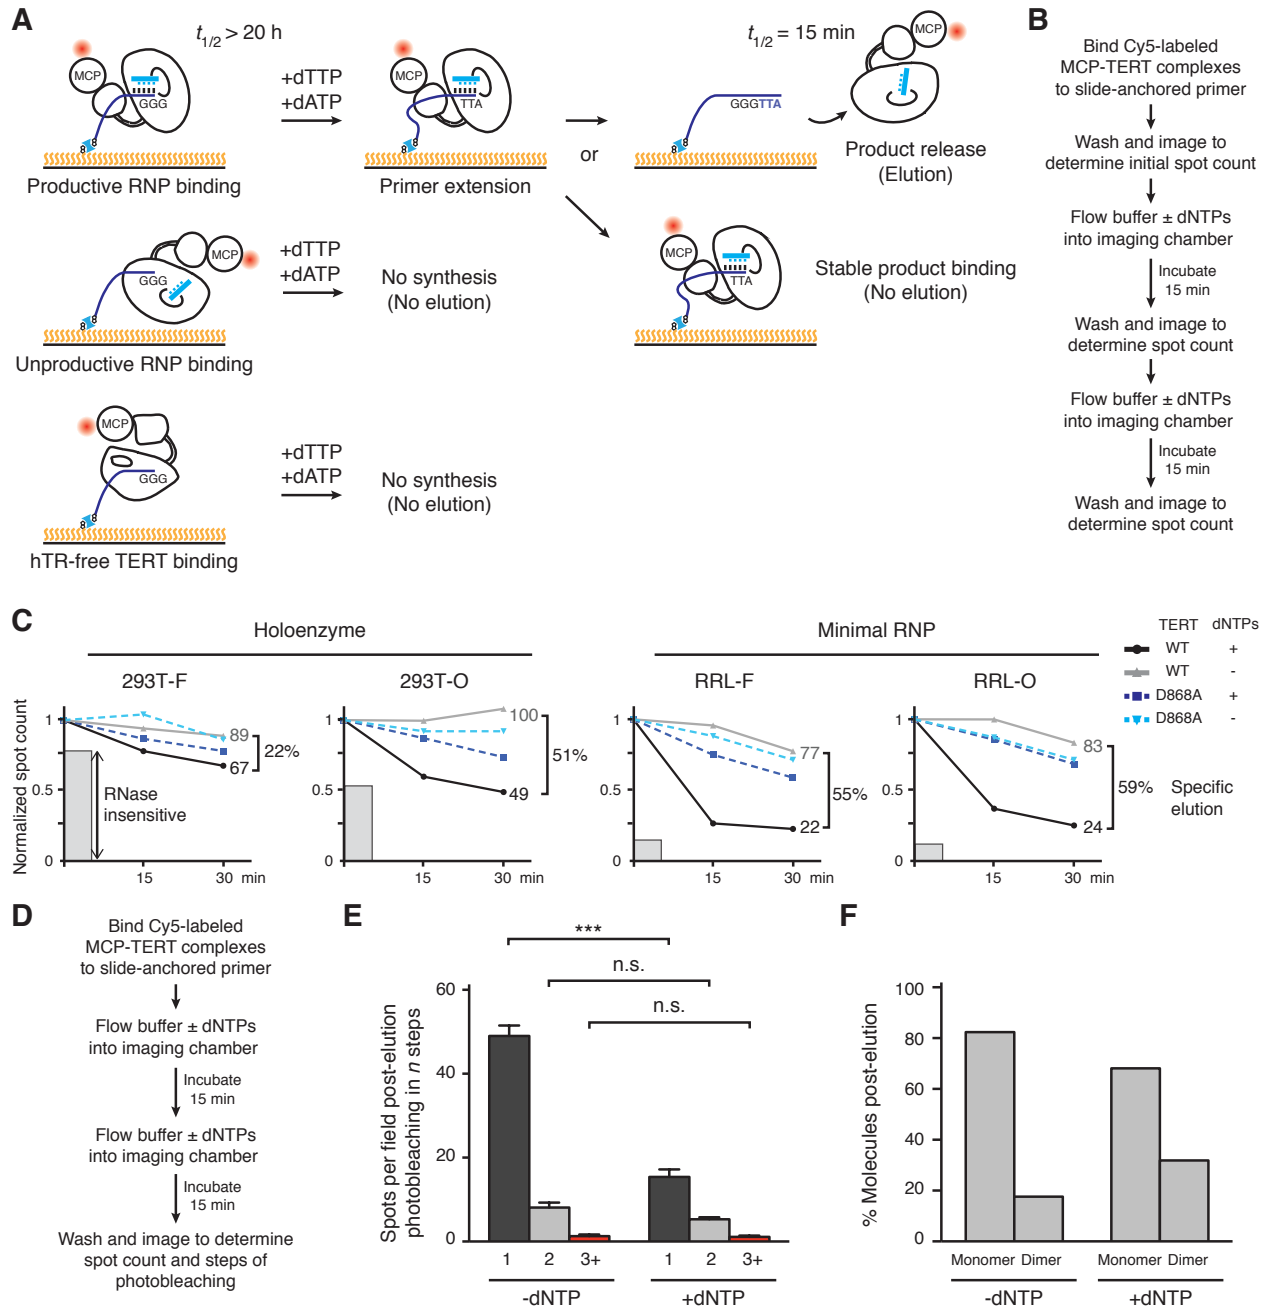 A
t1/2 > 20 h
t1/2 = 15 min
MCP
GGG
+dTTP
+dATP
MCP
TTA
or
GGGTTA
MCP
Productive RNP binding
Primer extension
Product release
(Elution)
MCP
GGG
+dTTP
+dATP
No synthesis
(No elution)
MCP
TTA
Stable product binding
(No elution)
Unproductive RNP binding
MCP
GGG
+dTTP
+dATP
No synthesis
(No elution)
hTR-free TERT binding
B
Bind Cy5-labeled
MCP-TERT complexes
to slide-anchored primer
Wash and image to
determine initial spot count
Flow buffer ± dNTPs
into imaging chamber
Incubate
15 min
Wash and image to
determine spot count
Flow buffer ± dNTPs
into imaging chamber
Incubate
15 min
Wash and image to
determine spot count
C
Holoenzyme
Minimal RNP
TERT dNTPs
WT +
WT -
D868A +
D868A -
Normalized spot count
293T-F
1
0.5
0
RNase
insensitive
89
67
22%
15 30 min
293T-O
1
0.5
0
100
49
51%
15 30 min
RRL-F
1
0.5
0
77
22
55%
15 30 min
RRL-O
1
0.5
0
83
24
59%
15 30 min
Specific
elution
D
Bind Cy5-labeled
MCP-TERT complexes
to slide-anchored primer
Flow buffer ± dNTPs
into imaging chamber
Incubate
15 min
Flow buffer ± dNTPs
into imaging chamber
Incubate
15 min
Wash and image to determine
spot count and steps of
photobleaching
E
***
n.s.
n.s.
Spots per field post-elution
photobleaching in n steps
60
40
20
0
1 2 3+ 1 2 3+
-dNTP +dNTP
F
% Molecules post-elution
100
80
60
40
20
0
Monomer Dimer Monomer Dimer
-dNTP +dNTP